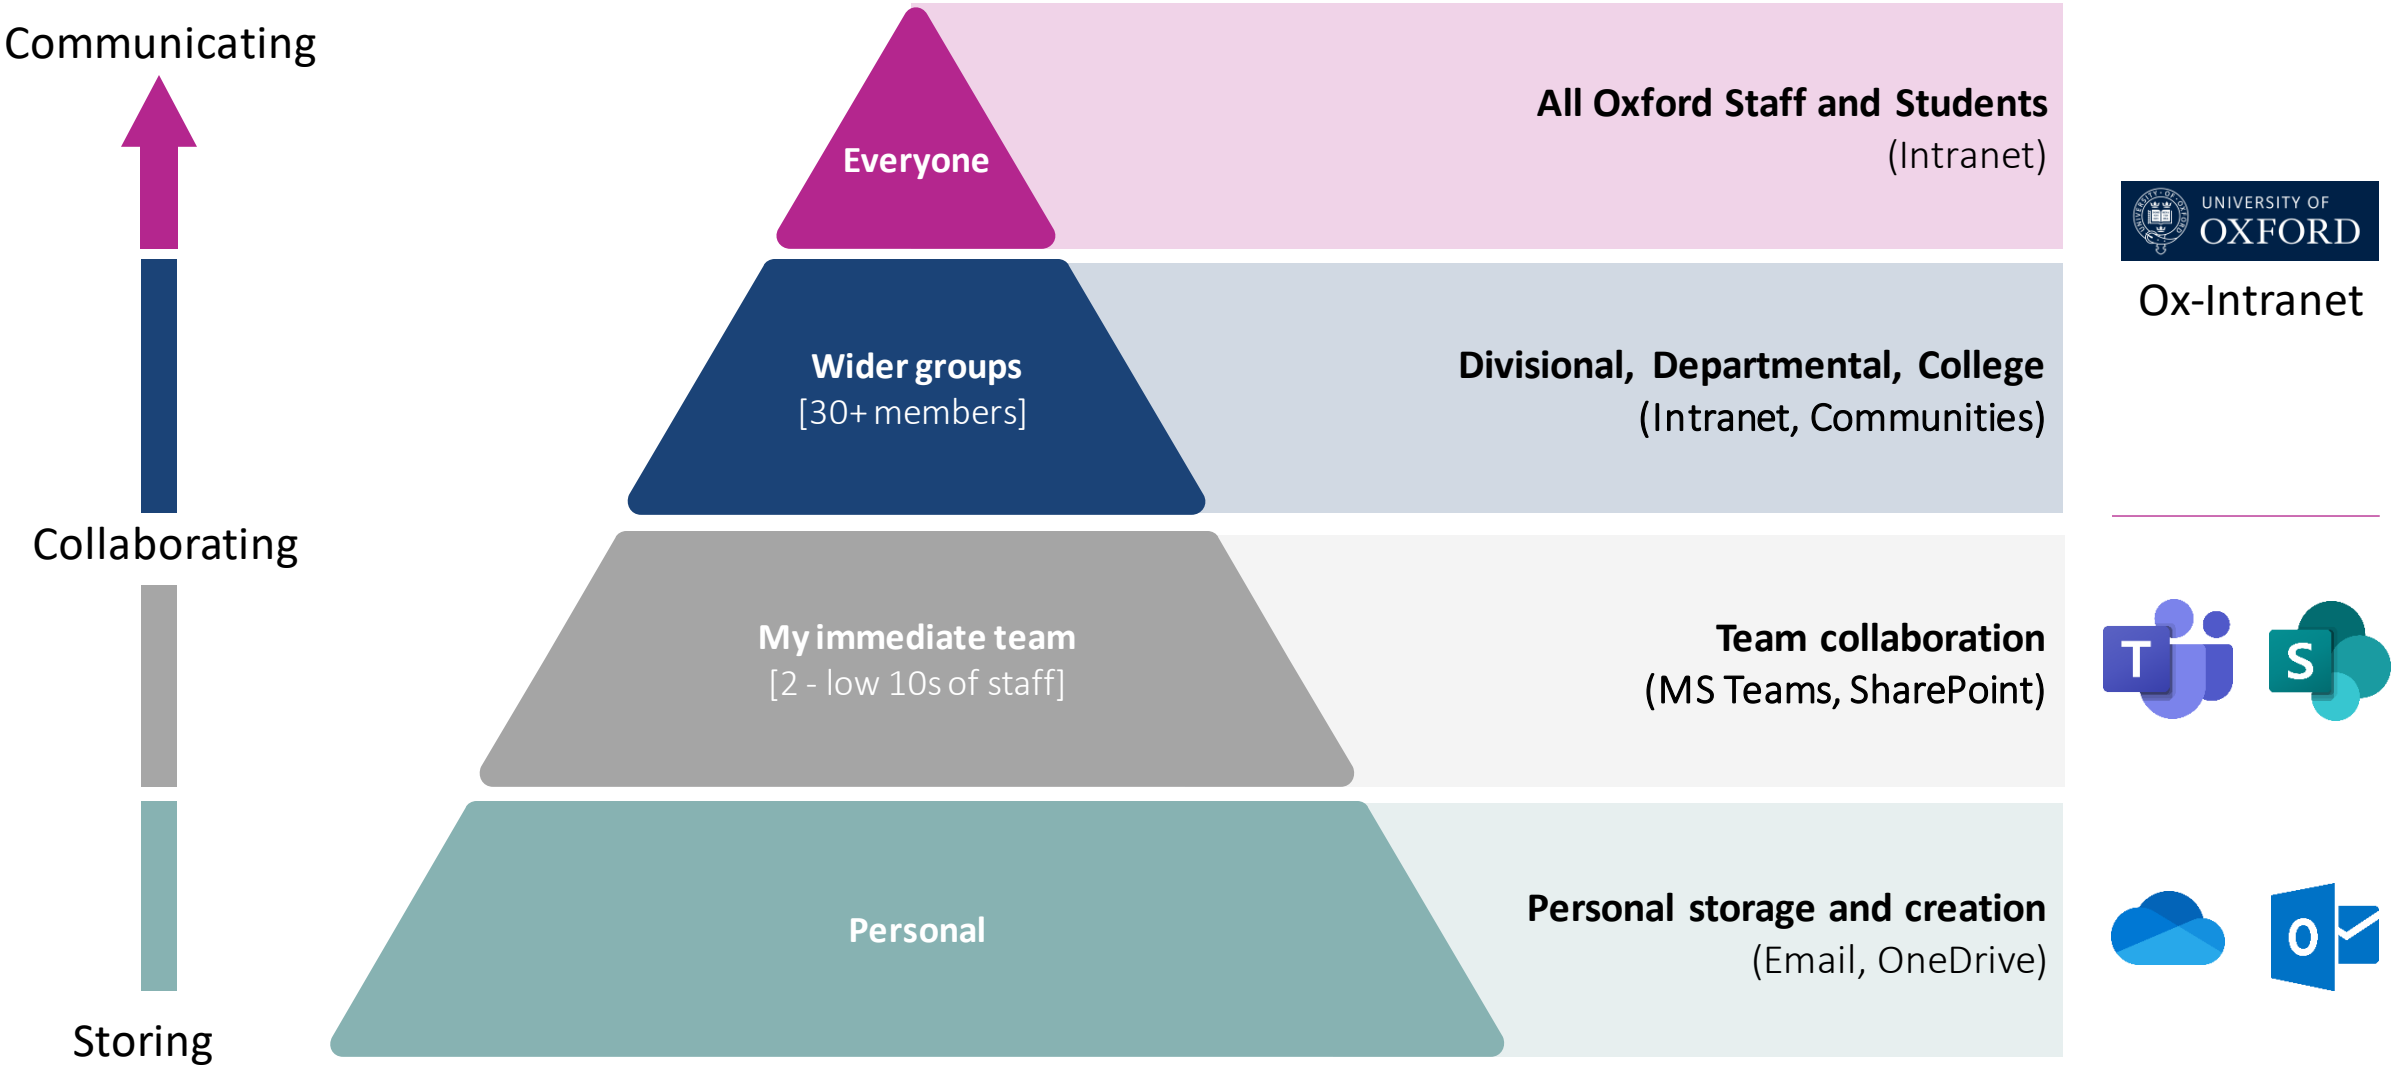 Communicating
Everyone
All Oxford Staff and Students
(Intranet)
UNIVERSITY OF
OXFORD
Ox-Intranet
Wider groups
[30+ members]
Divisional, Departmental, College
(Intranet, Communities)
Collaborating
My immediate team
[2 - low 10s of staff]
Team collaboration
(MS Teams, SharePoint)
T
S
Personal
Personal storage and creation
(Email, OneDrive)
O
Storing